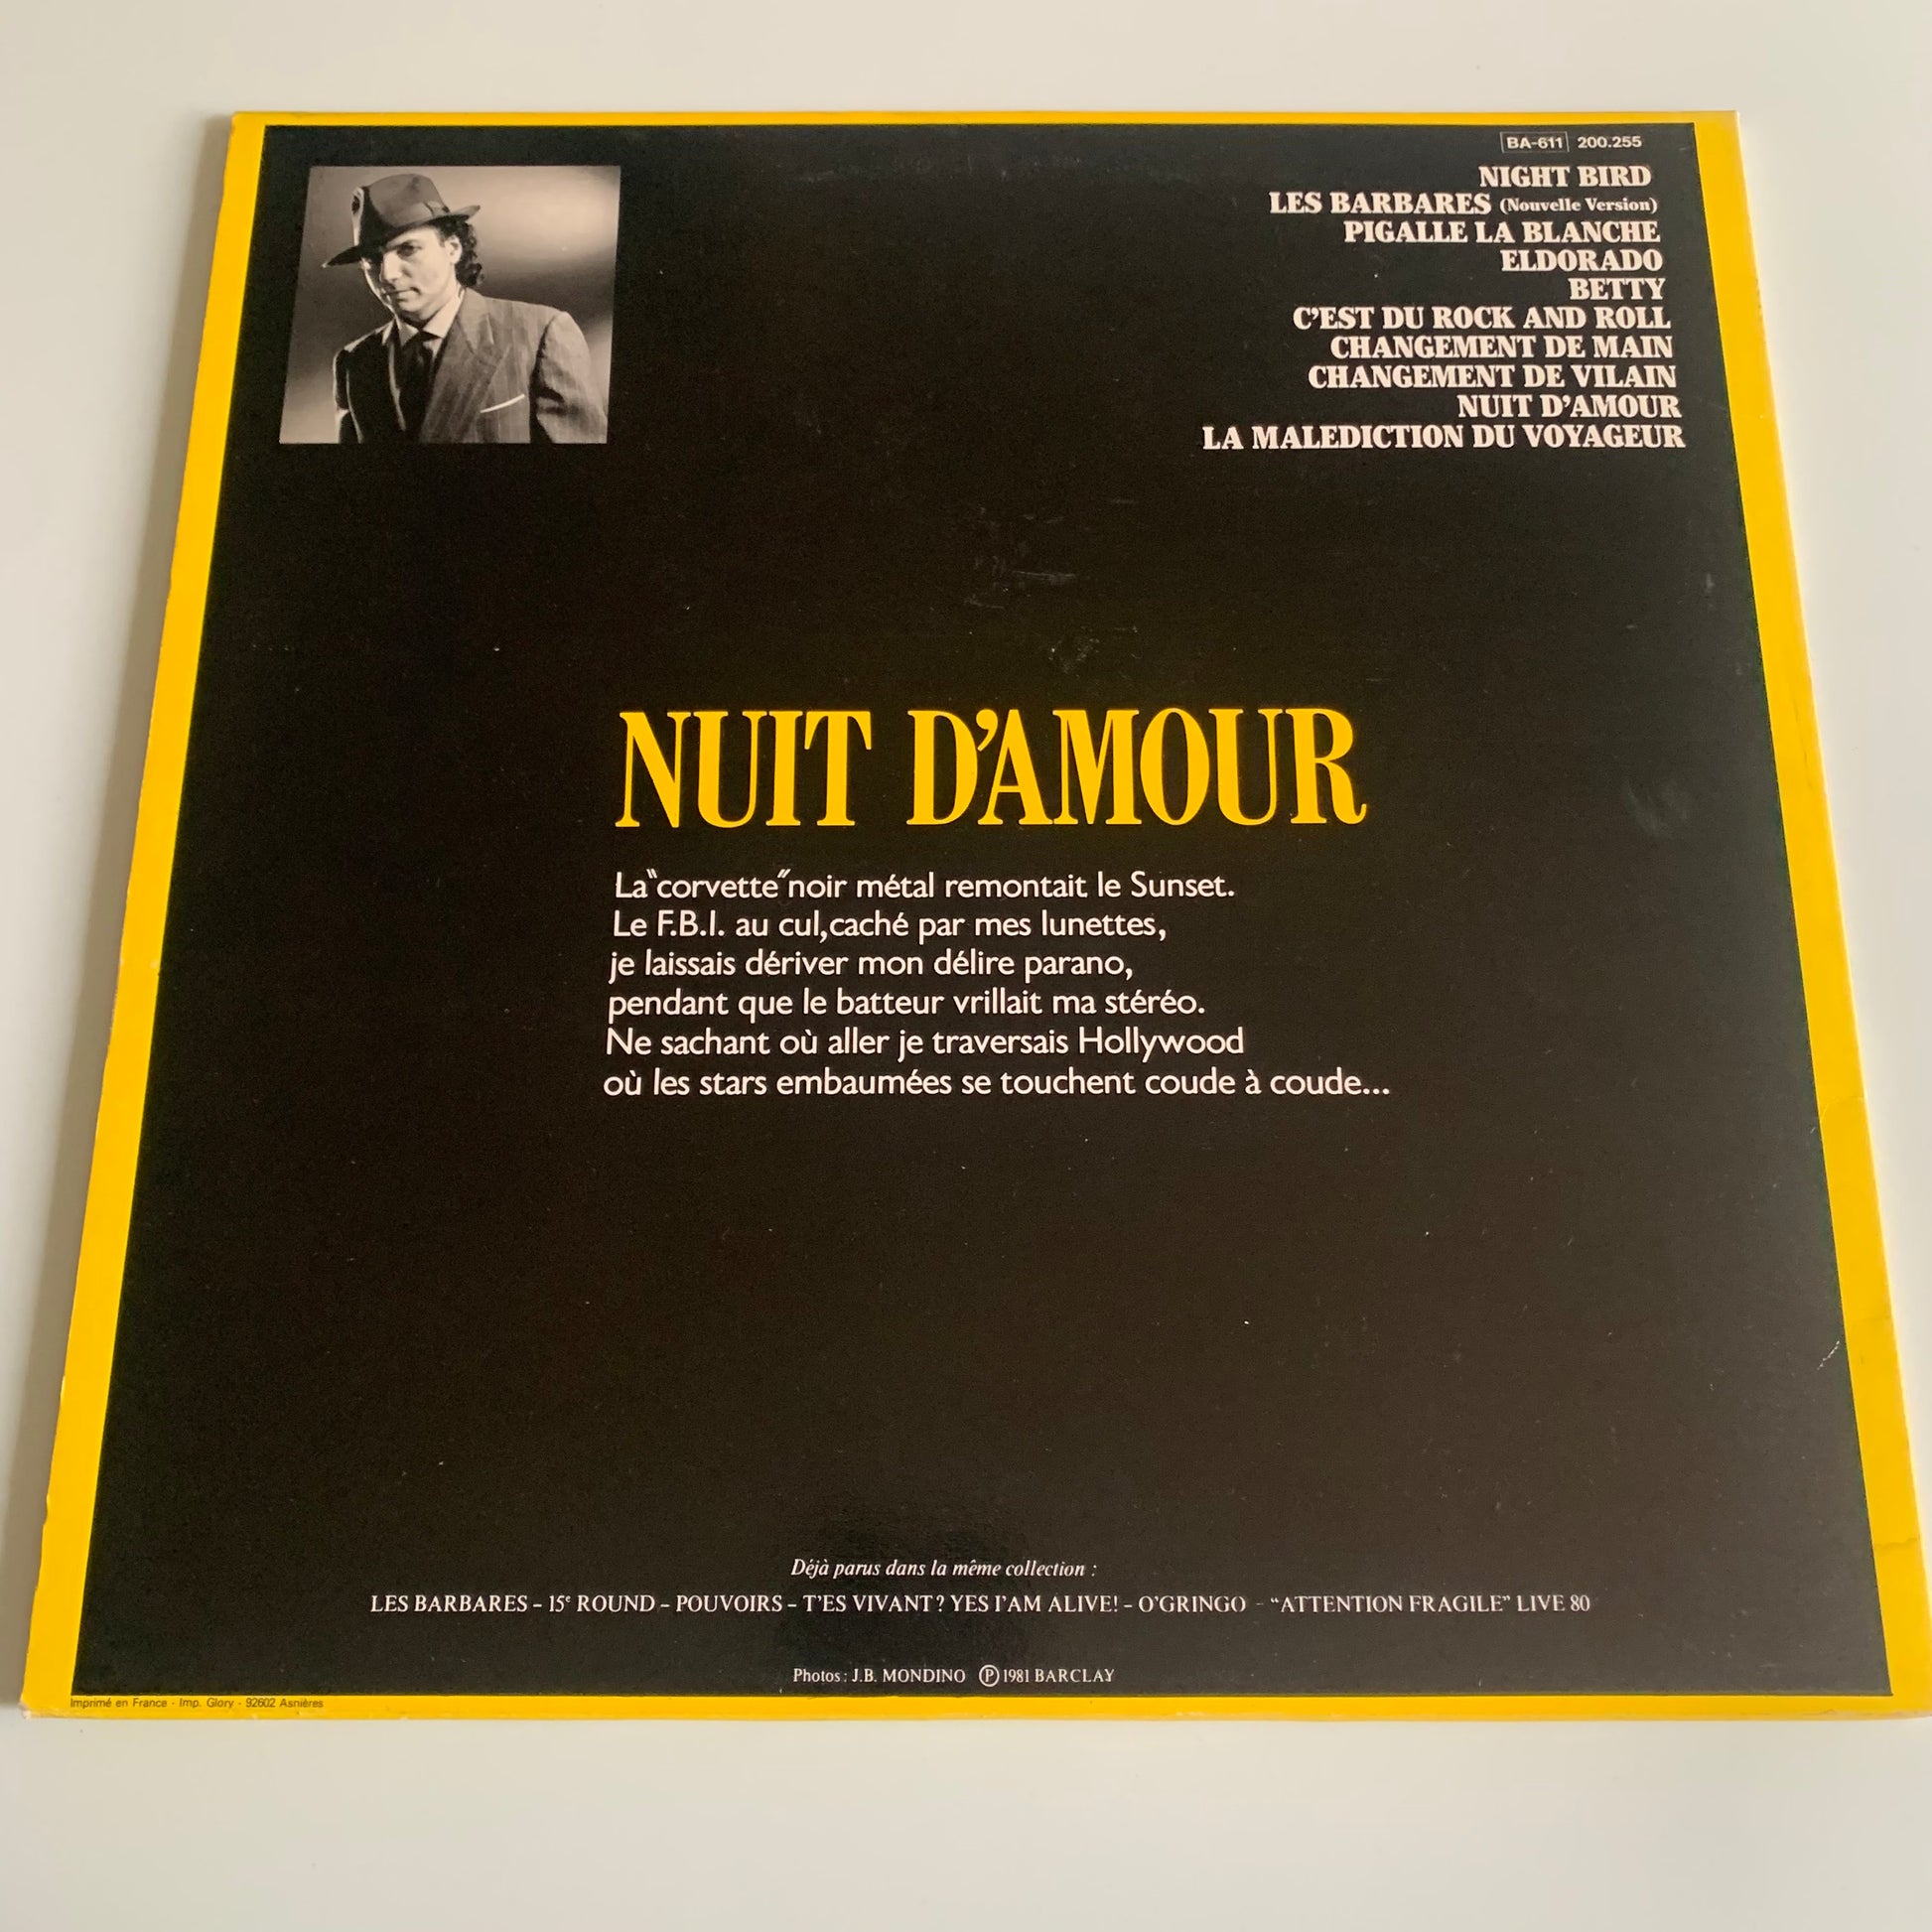 BA-611 200.255
NIGHT BIRD
LES BARBARES (Nouvelle Version)
PIGALLE LA BLANCHE
ELDORADO
BETTY
C'EST DU ROCK AND ROLL
CHANGEMENT DE MAIN
CHANGEMENT DE VILAIN
NUIT D'AMOUR
LA MALEDICTION DU VOYAGEUR
NUIT D'AMOUR
La "corvette" noir métal remontait le Sunset.
Le F.B.I. au cul,caché par mes lunettes,
je laissais dériver mon délire parano,
pendant que le batteur vrillait ma stéréo.
Ne sachant où aller je traversais Hollywood
où les stars embaumées se touchent coude à coude...
Déjà parus dans la même collection :
LES BARBARES – 15e ROUND – POUVOIRS – T'ES VIVANT? YES I'AM ALIVE! – O'GRINGO – “ATTENTION FRAGILE” LIVE 80
Photos : J.B. MONDINO Ⓟ 1981 BARCLAY
Imprimé en France - Imp. Glory - 92602 Asnières